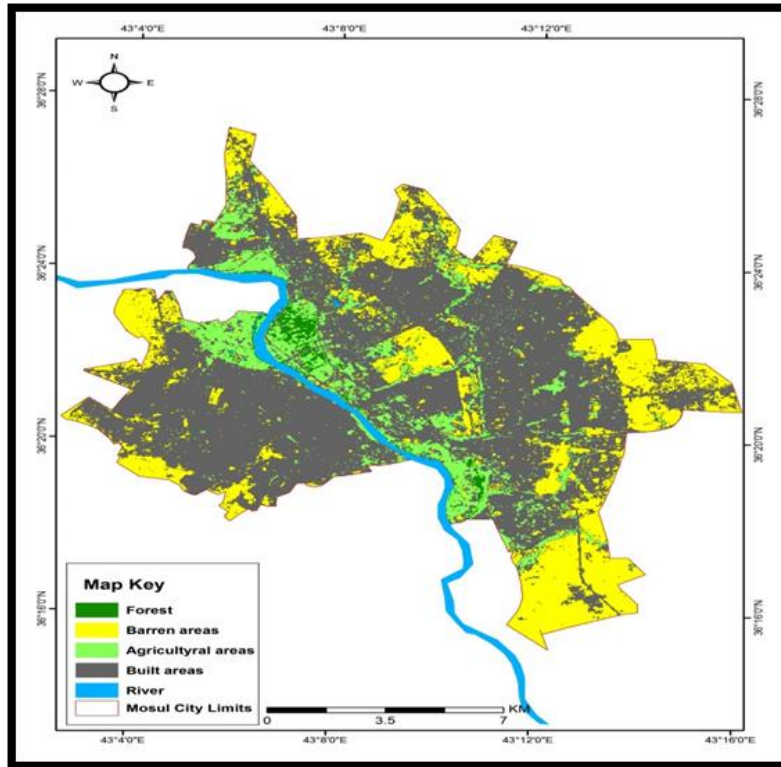 43°4'0"E 43°8'0"E 43°12'0"E
N
W E
S
36°28'0"N 36°28'0"N
36°24'0"N 36°24'0"N
36°20'0"N 36°20'0"N
36°16'0"N 36°16'0"N
Map Key
Forest
Barren areas
Agricultyral areas
Built areas
River
Mosul City Limits
KM
0 3.5 7
43°4'0"E 43°8'0"E 43°12'0"E 43°16'0"E